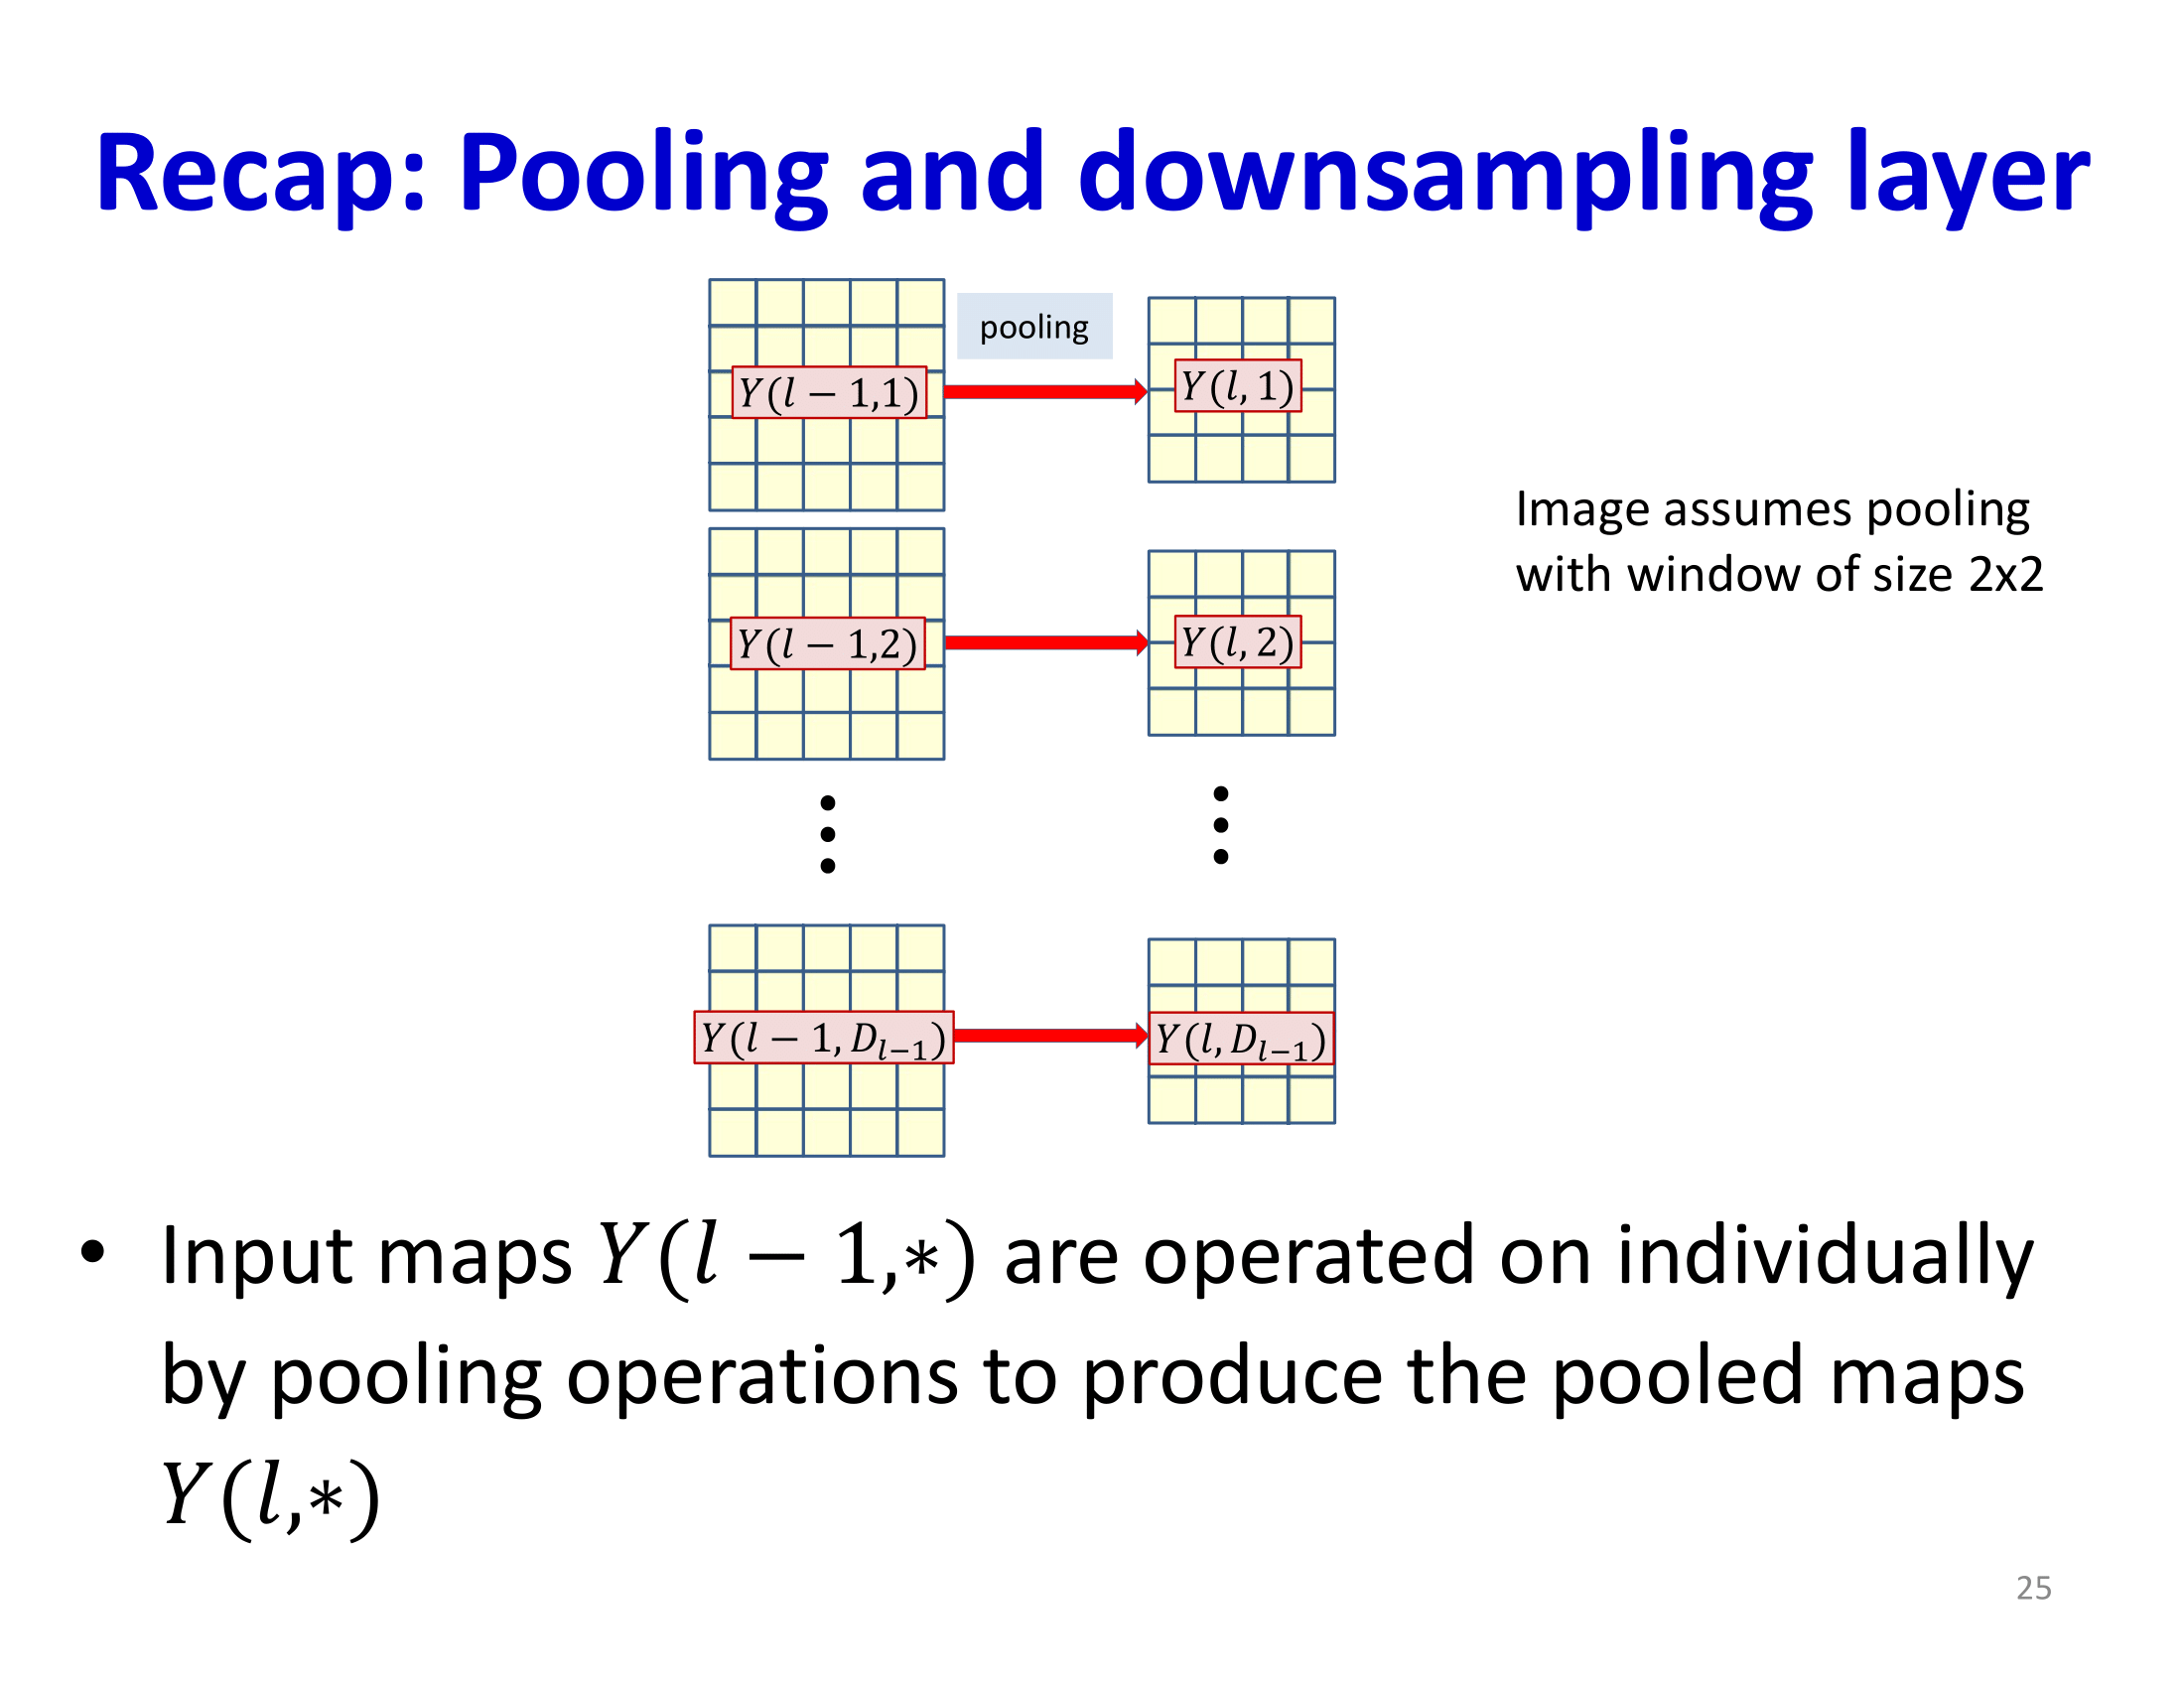 Recap: Pooling and downsampling layer
pooling
Y(l − 1,1)
Y(l, 1)
Image assumes pooling
with window of size 2x2
Y(l − 1,2)
Y(l, 2)
Y(l − 1, D_{l−1})
Y(l, D_{l−1})
• Input maps Y(l − 1,∗) are operated on individually
by pooling operations to produce the pooled maps
Y(l,∗)
25